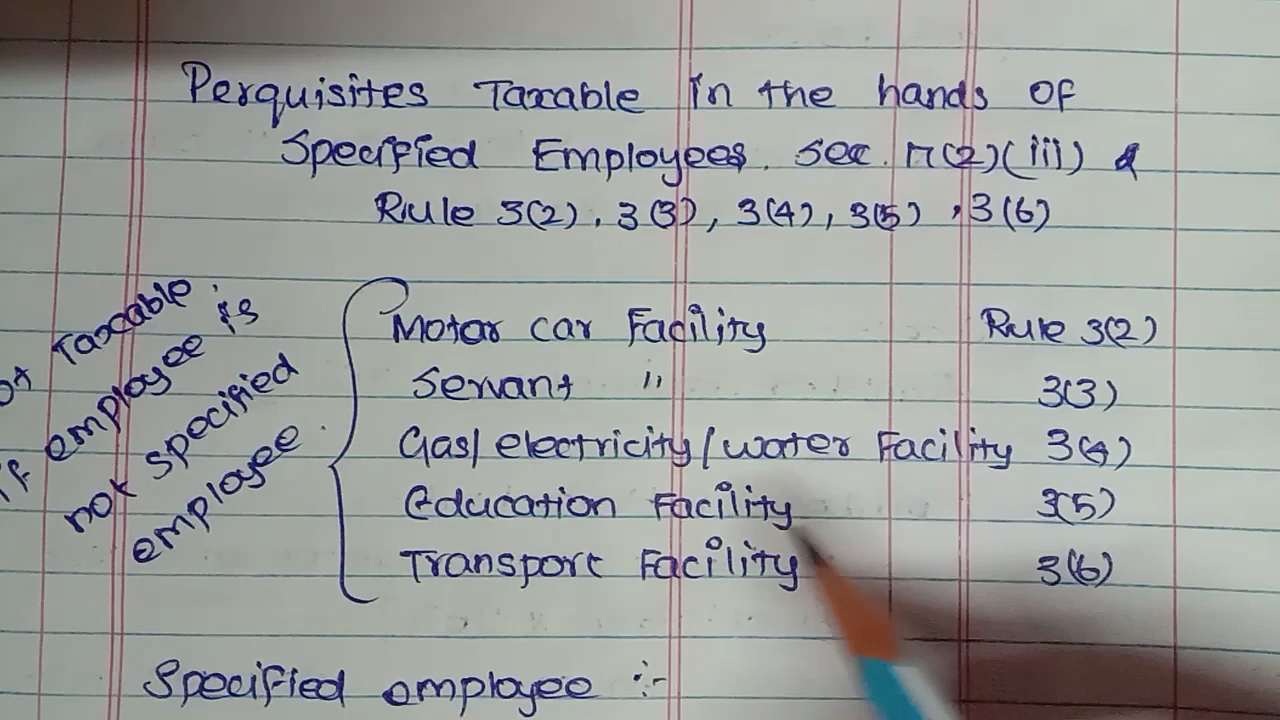 Perquisites Taxable in the hands of
Specified Employees. Sec. 17(2)(iii) &
Rule 3(2), 3(3), 3(4), 3(5), 3(6)
Taxable
if employee is
not specified
employee.
Motor car Facility Rule 3(2)
Servant " 3(3)
Gas/electricity/water Facility 3(4)
Education Facility 3(5)
Transport Facility 3(6)
Specified employee :-